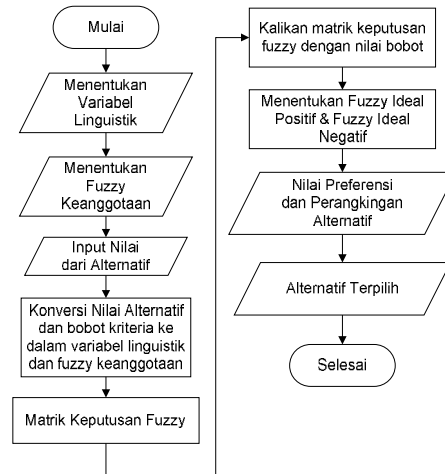 Mulai
Menentukan
Variabel
Linguistik
Menentukan
Fuzzy
Keanggotaan
Input Nilai
dari Alternatif
Konversi Nilai Alternatif
dan bobot kriteria ke
dalam variabel linguistik
dan fuzzy keanggotaan
Matrik Keputusan Fuzzy
Kalikan matrik keputusan
fuzzy dengan nilai bobot
Menentukan Fuzzy Ideal
Positif & Fuzzy Ideal
Negatif
Nilai Preferensi
dan Perangkingan
Alternatif
Alternatif Terpilih
Selesai